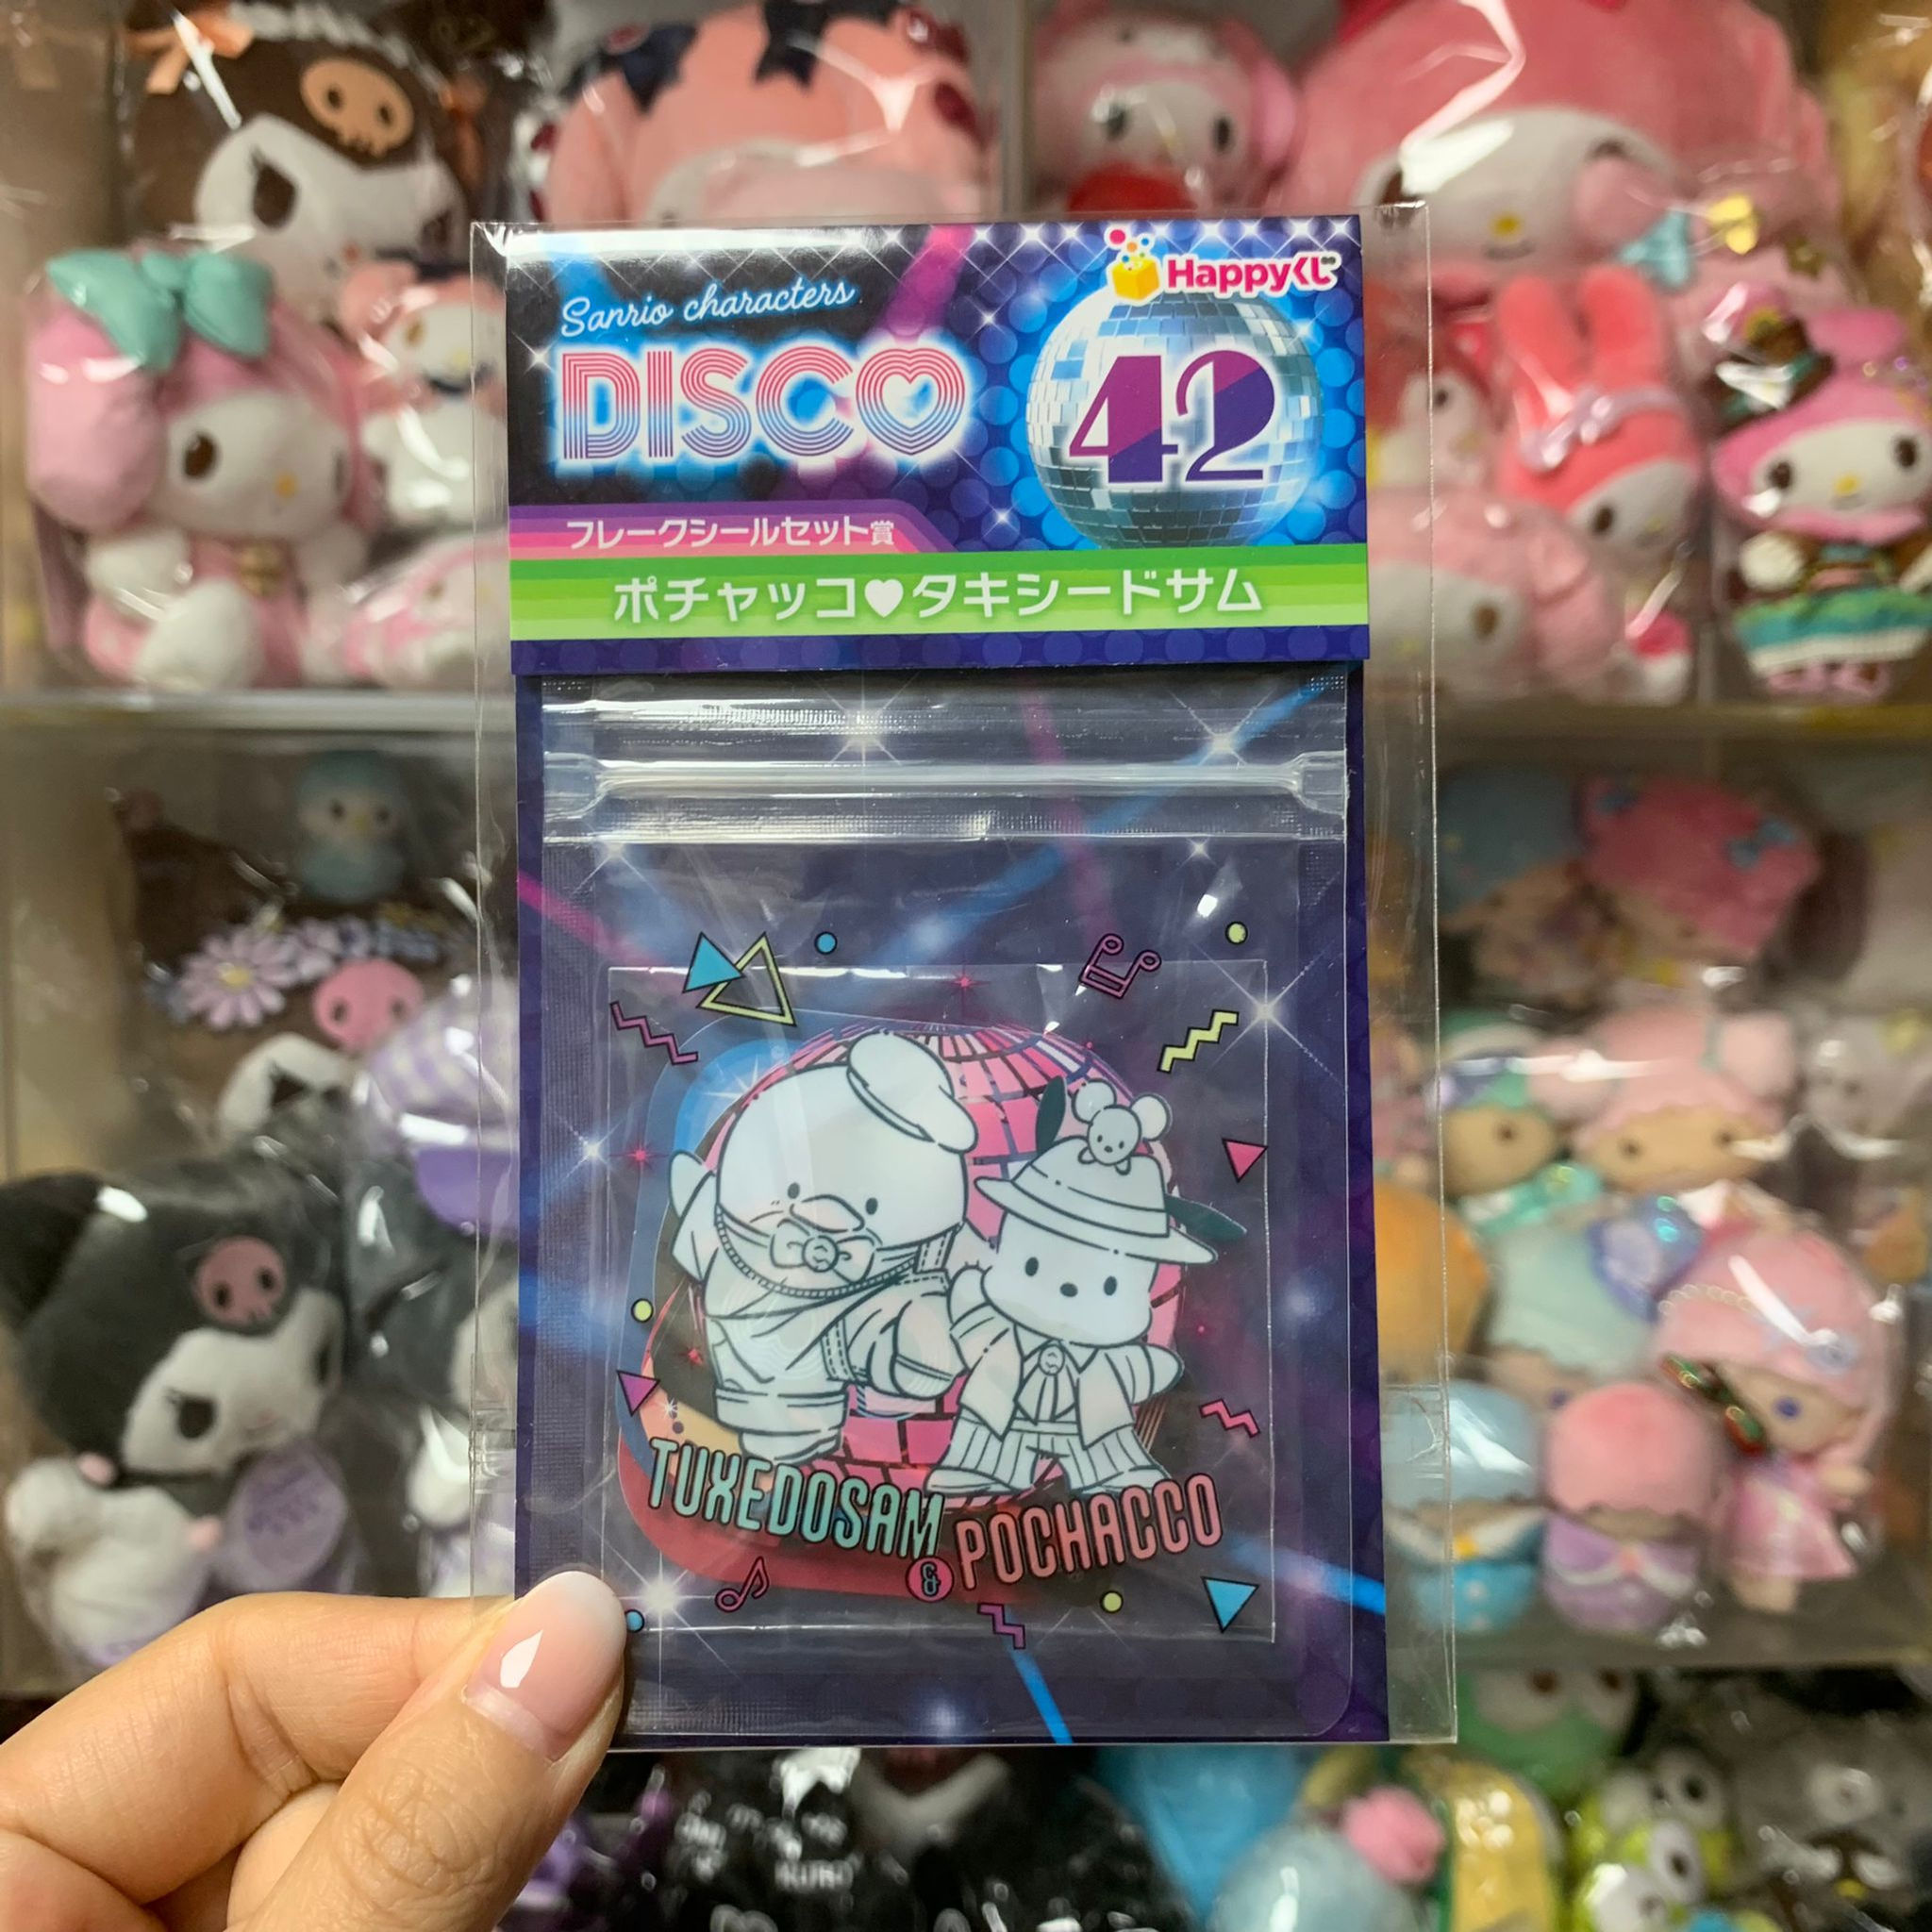 Happyくじ
Sanrio characters
DISCO
42
フレークシールセット賞
ポチャッコ♥タキシードサム
TUXEDOSAM
& POCHACCO